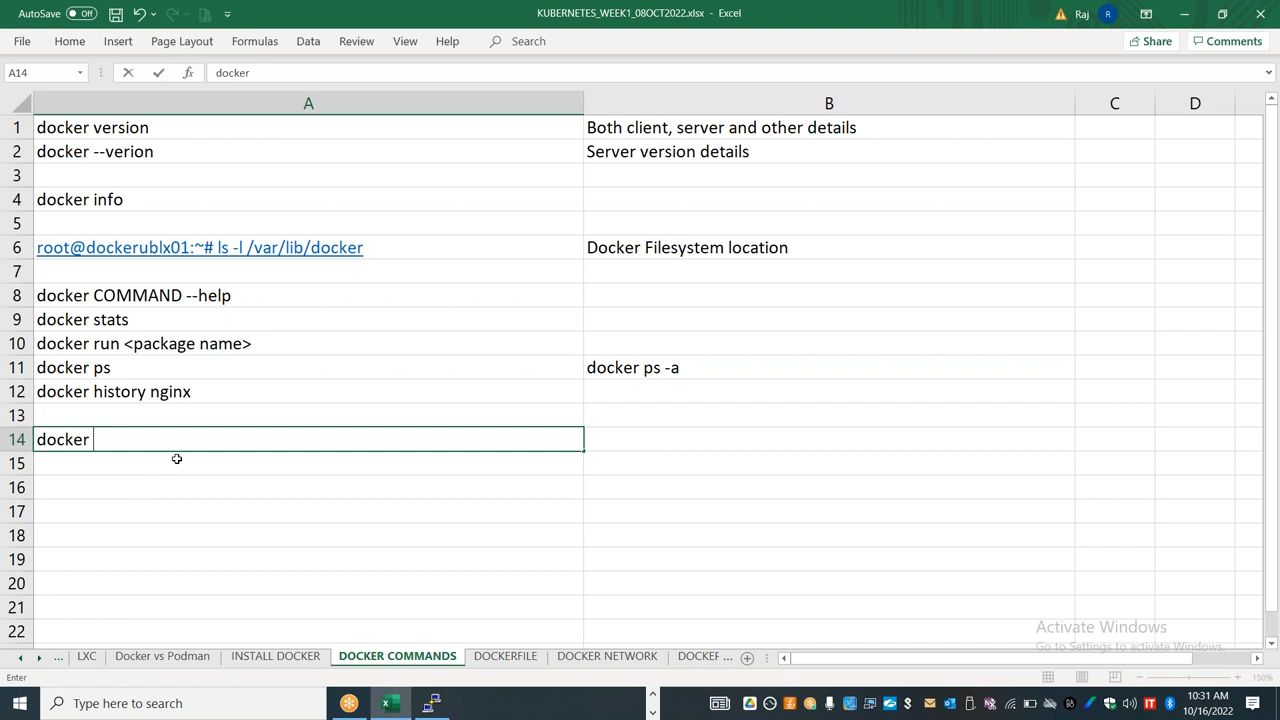 AutoSave Off KUBERNETES_WEEK1_08OCT2022.xlsx - Excel Raj R
File Home Insert Page Layout Formulas Data Review View Help Search Share Comments
A14 fx docker
A B C D
1 docker version Both client, server and other details
2 docker --verion Server version details
3
4 docker info
5
6 root@dockerublx01:~# ls -l /var/lib/docker Docker Filesystem location
7
8 docker COMMAND --help
9 docker stats
10 docker run <package name>
11 docker ps docker ps -a
12 docker history nginx
13
14 docker
15
16
17
18
19
20
21
22
Activate Windows
Go to Settings to activate Windows.
... LXC Docker vs Podman INSTALL DOCKER DOCKER COMMANDS DOCKERFILE DOCKER NETWORK DOCKEF ...
Enter 150%
Type here to search 10:31 AM
10/16/2022